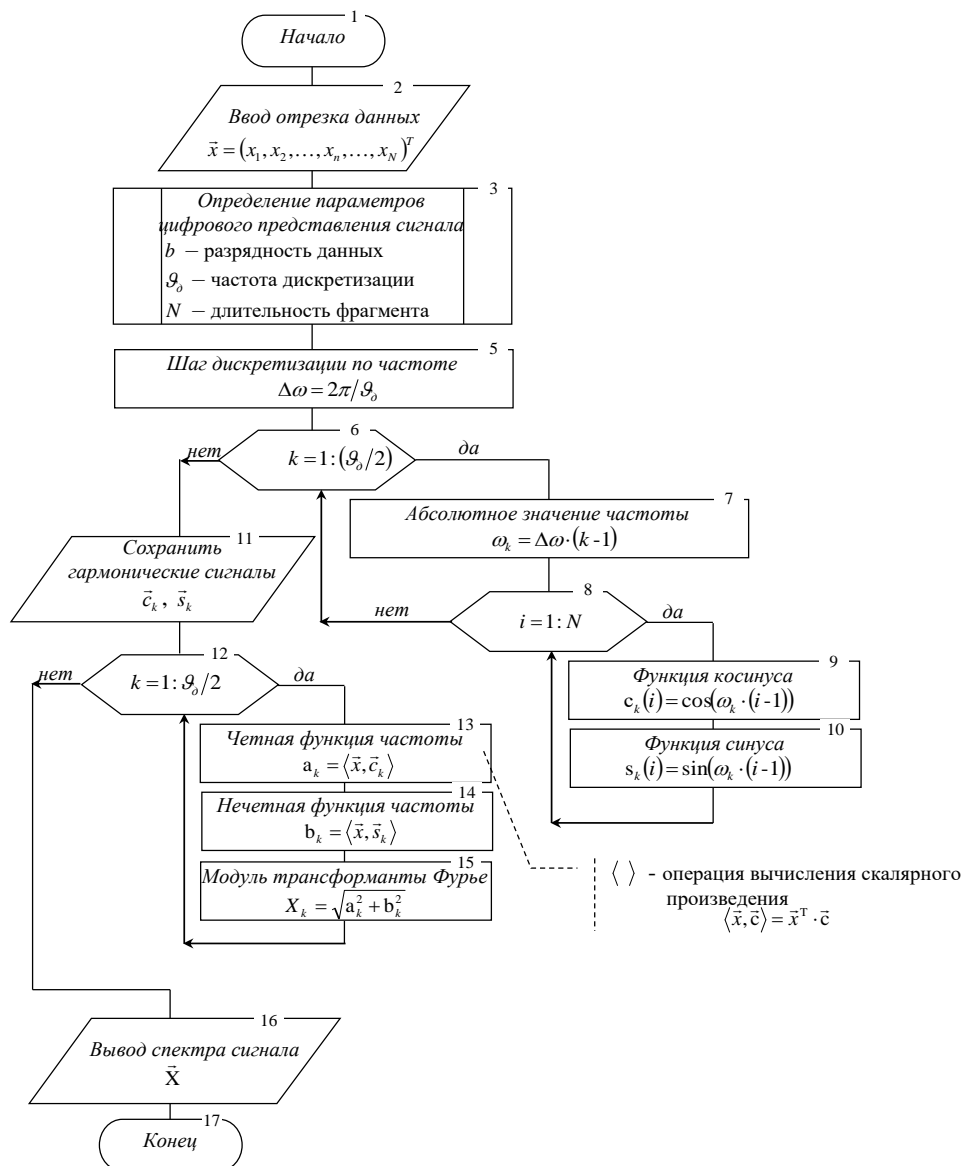 1
Начало
2
Ввод отрезка данных
x⃗ = (x₁, x₂, …, xₙ, …, x_N)ᵀ
3
Определение параметров
цифрового представления сигнала
b – разрядность данных
𝜗_д – частота дискретизации
N – длительность фрагмента
5
Шаг дискретизации по частоте
Δω = 2π/𝜗_д
6
нет
k = 1: (𝜗_д/2)
да
7
Абсолютное значение частоты
ω_k = Δω·(k -1)
11
Сохранить
гармонические сигналы
c⃗_k , s⃗_k
8
нет
i = 1: N
да
12
нет
k = 1: 𝜗_д/2
да
9
Функция косинуса
c_k(i) = cos(ω_k · (i -1))
10
Функция синуса
s_k(i) = sin(ω_k · (i -1))
13
Четная функция частоты
a_k = ⟨x⃗, c⃗_k⟩
14
Нечетная функция частоты
b_k = ⟨x⃗, s⃗_k⟩
15
Модуль трансформанты Фурье
X_k = √(a_k² + b_k²)
⟨ ⟩ - операция вычисления скалярного
произведения
⟨x⃗, c⃗⟩ = x⃗ᵀ · c⃗
16
Вывод спектра сигнала
X⃗
17
Конец